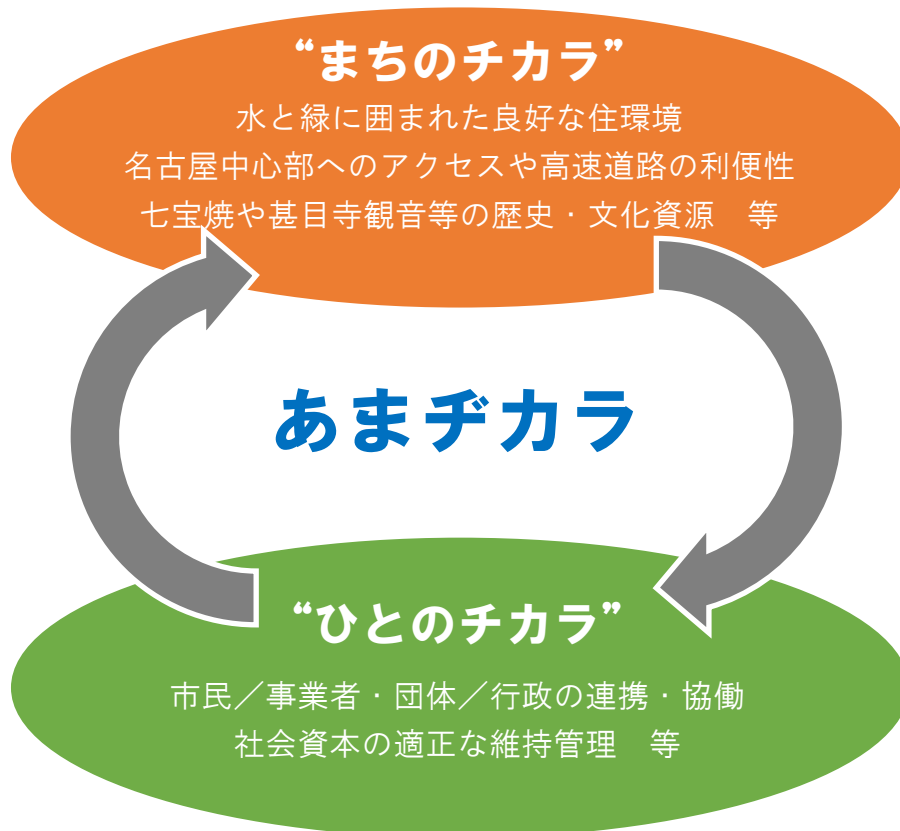 “まちのチカラ”
水と緑に囲まれた良好な住環境
名古屋中心部へのアクセスや高速道路の利便性
七宝焼や甚目寺観音等の歴史・文化資源　等
あまヂカラ
“ひとのチカラ”
市民／事業者・団体／行政の連携・協働
社会資本の適正な維持管理　等